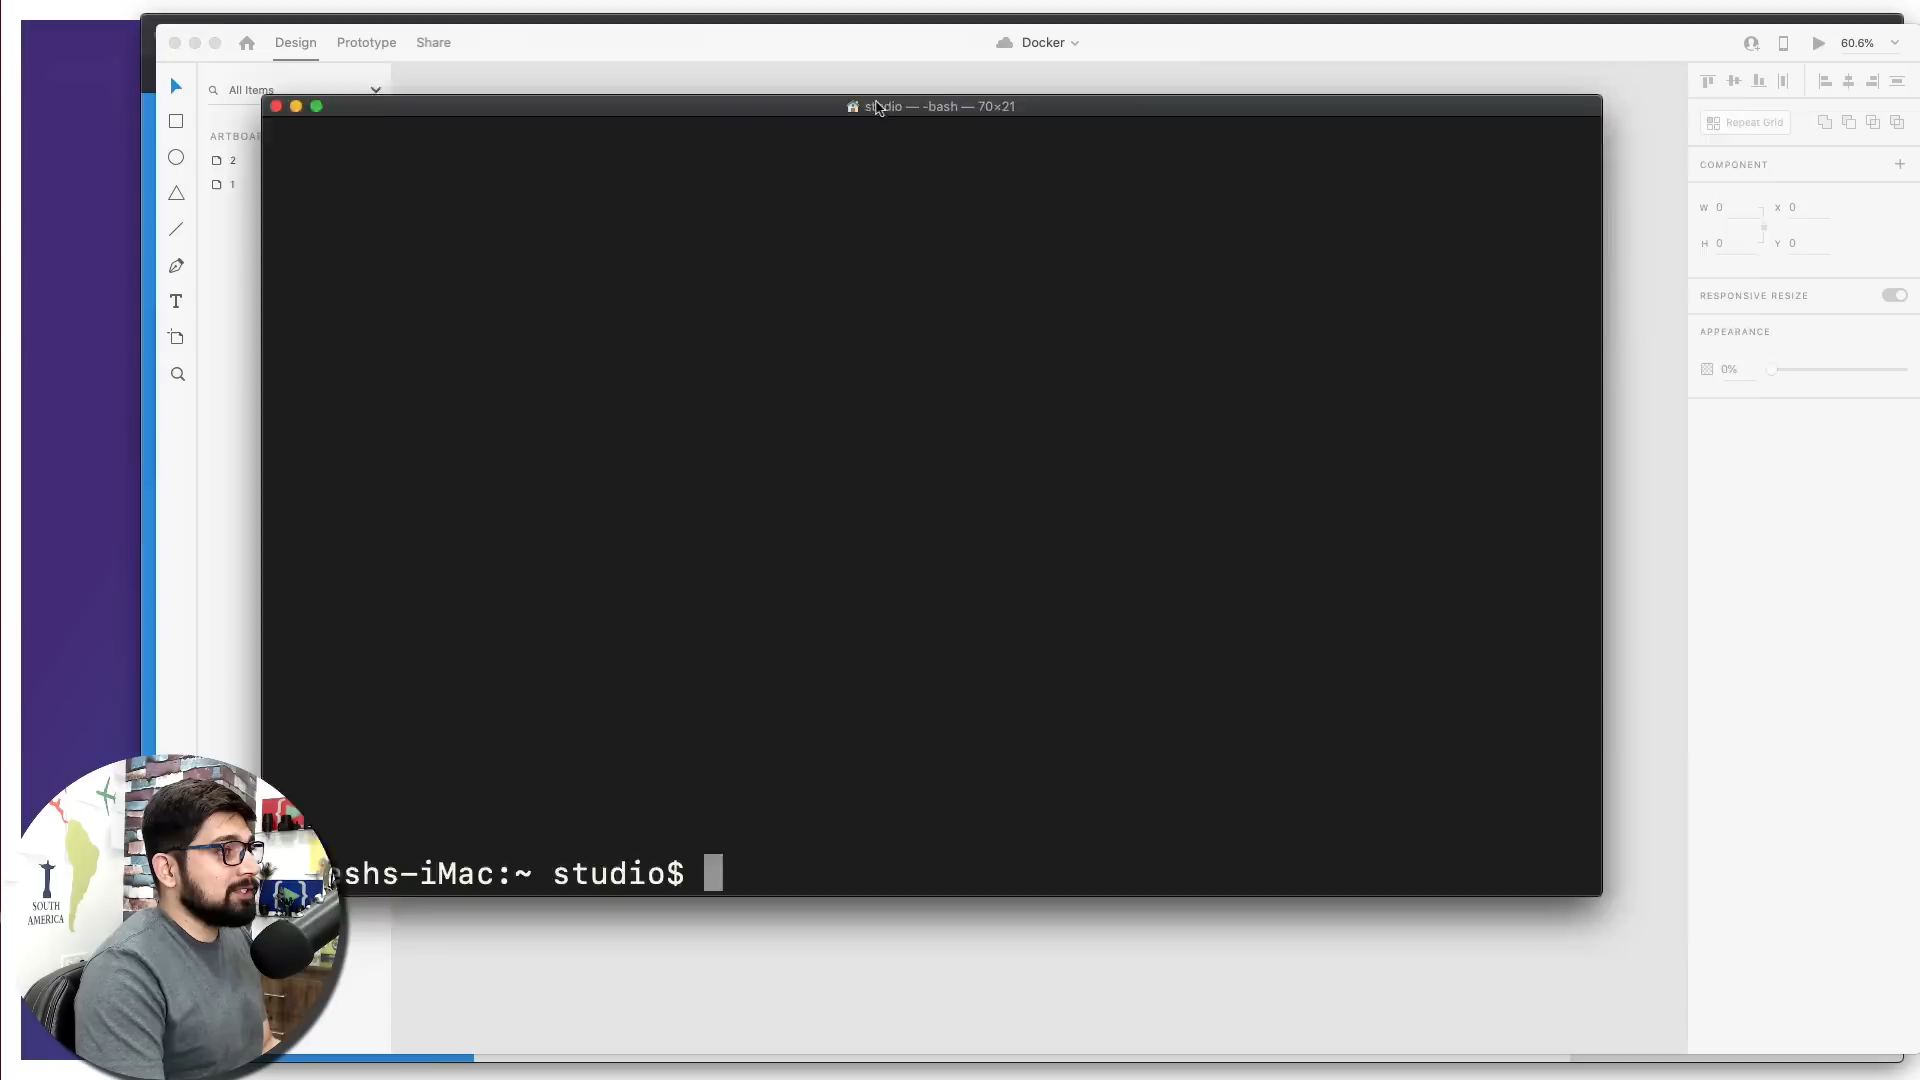 Design Prototype Share
Docker
60.6%
All Items
studio — -bash — 70×21
Repeat Grid
ARTBOA
2
1
COMPONENT
W 0 X 0
H 0 Y 0
RESPONSIVE RESIZE
APPEARANCE
0%
eshs-iMac:~ studio$
SOUTH
AMERICA